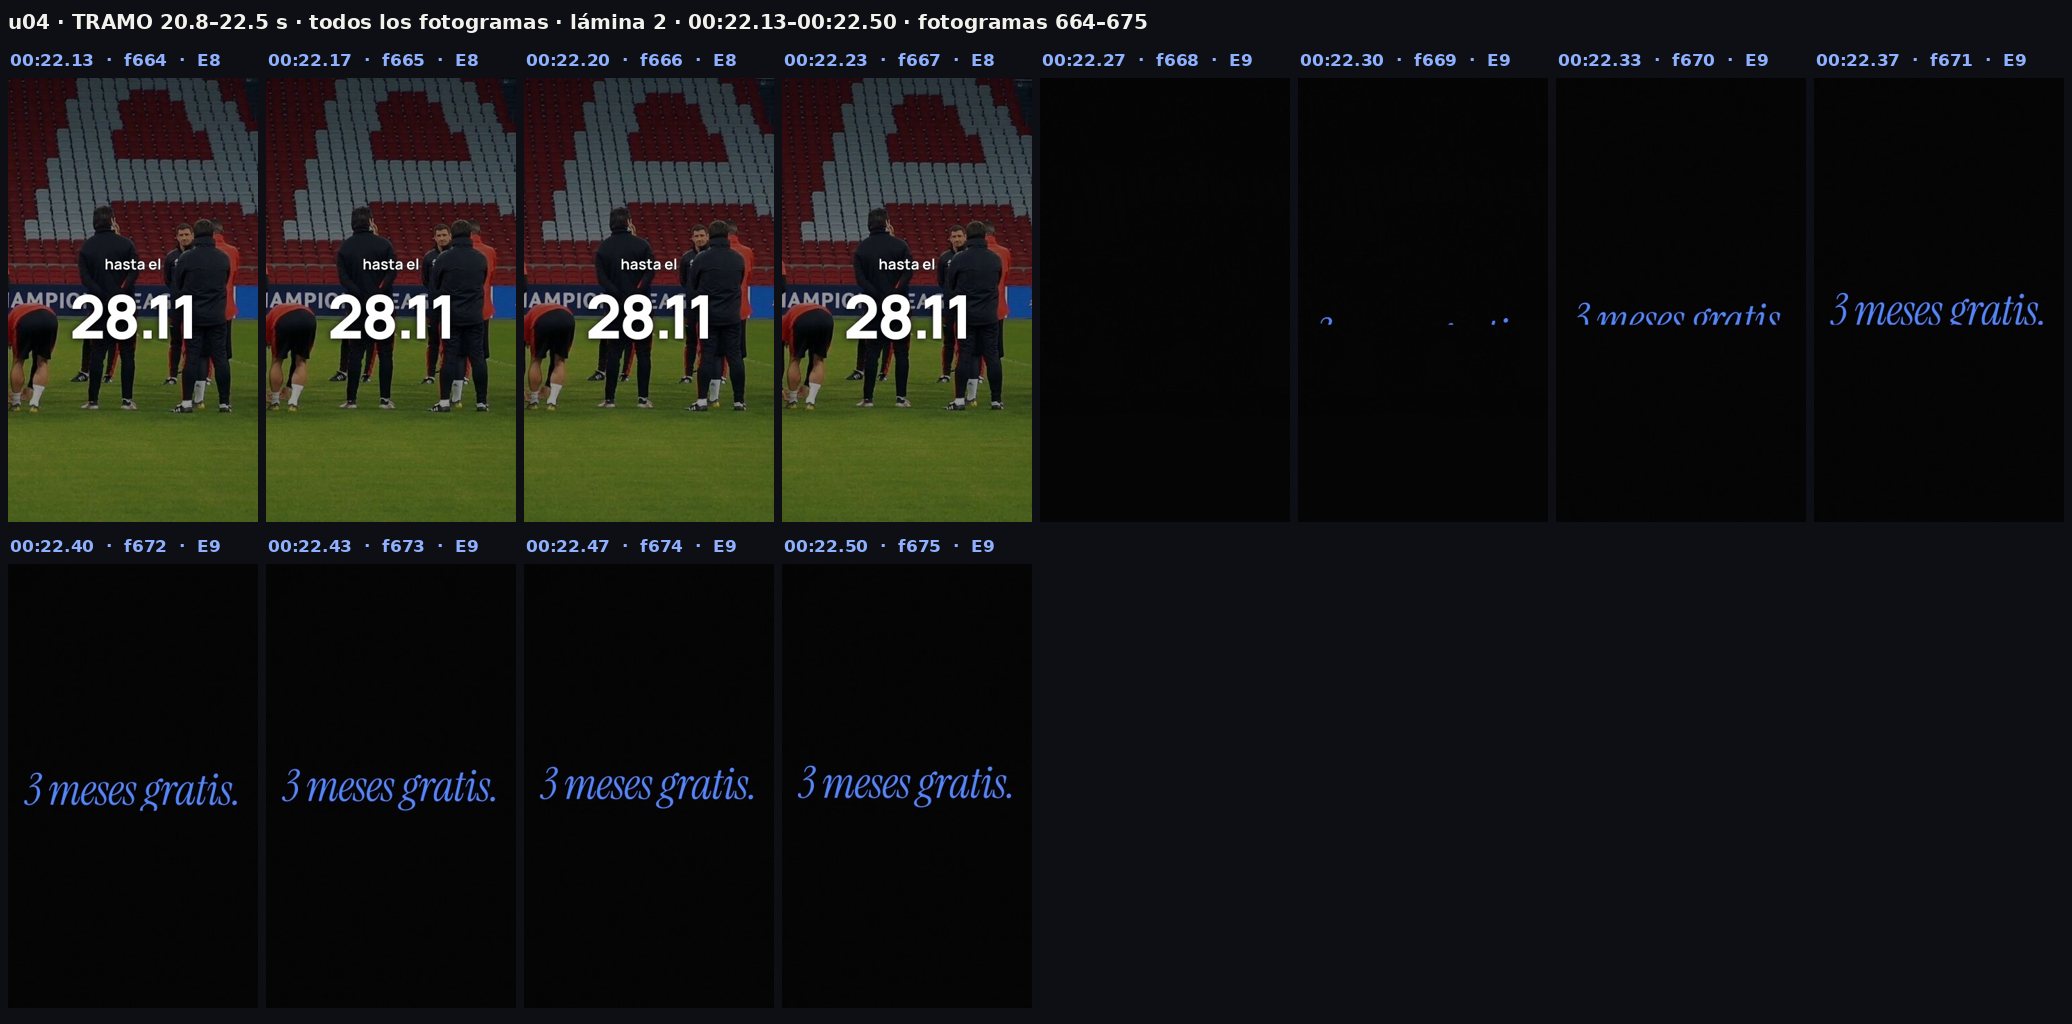 u04 · TRAMO 20.8–22.5 s · todos los fotogramas · lámina 2 · 00:22.13–00:22.50 · fotogramas 664–675
00:22.13 · f664 · E8
00:22.17 · f665 · E8
00:22.20 · f666 · E8
00:22.23 · f667 · E8
00:22.27 · f668 · E9
00:22.30 · f669 · E9
00:22.33 · f670 · E9
00:22.37 · f671 · E9
hasta el
28.11
hasta el
28.11
hasta el
28.11
hasta el
28.11
3 meses gratis
3 meses gratis.
00:22.40 · f672 · E9
00:22.43 · f673 · E9
00:22.47 · f674 · E9
00:22.50 · f675 · E9
3 meses gratis.
3 meses gratis.
3 meses gratis.
3 meses gratis.